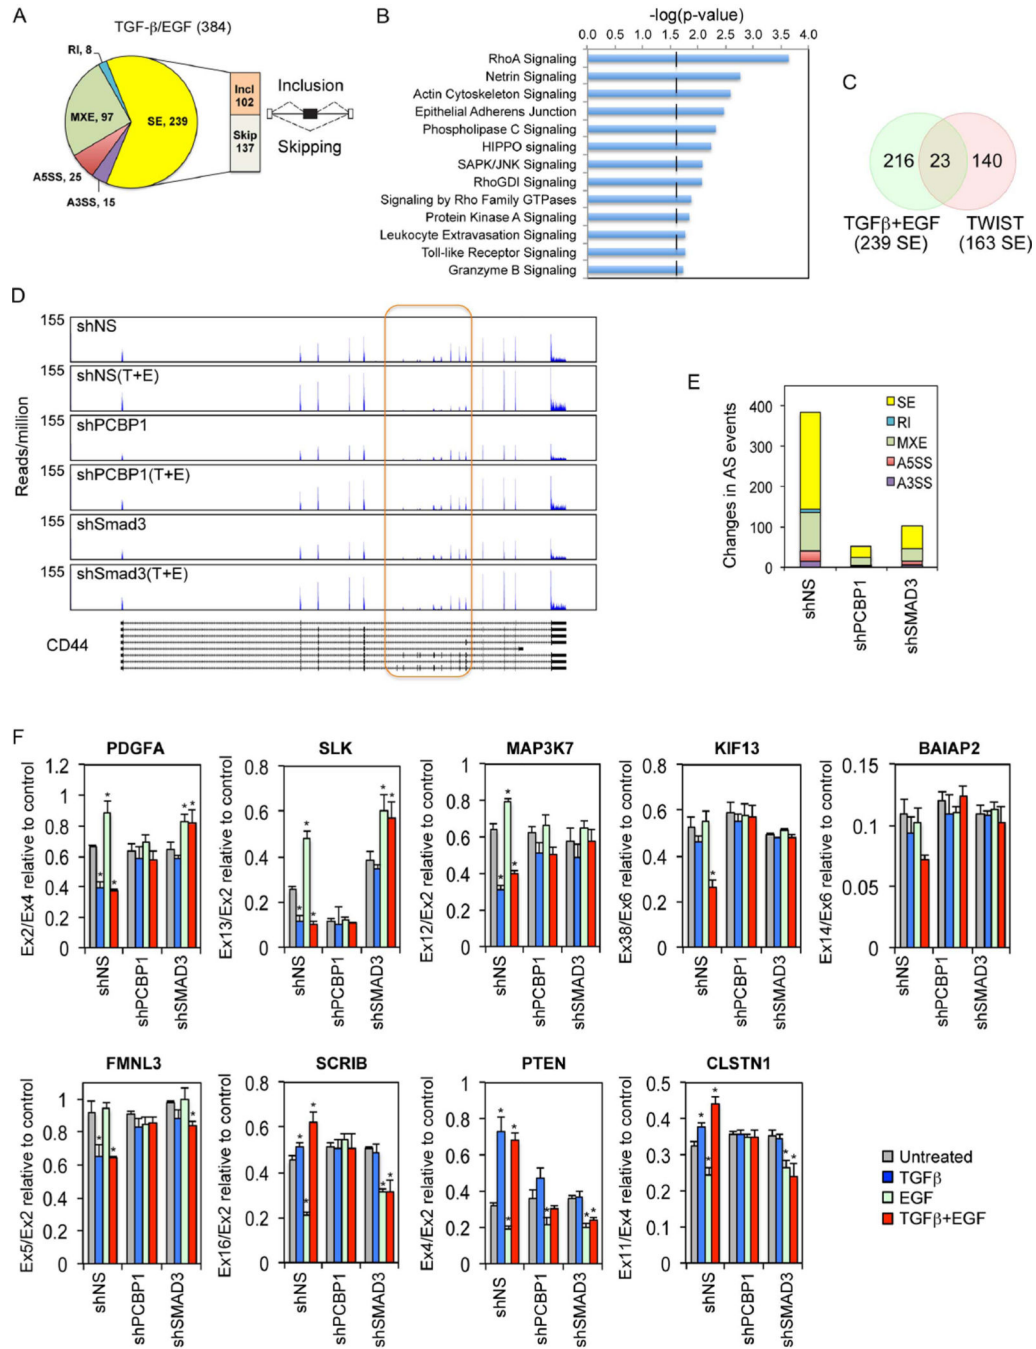 A
TGF-β/EGF (384)
RI, 8
MXE, 97
SE, 239
A5SS, 25
A3SS, 15
Incl
102
Skip
137
Inclusion
Skipping
B
-log(p-value)
0.0 0.5 1.0 1.5 2.0 2.5 3.0 3.5 4.0
RhoA Signaling
Netrin Signaling
Actin Cytoskeleton Signaling
Epithelial Adherens Junction
Phospholipase C Signaling
HIPPO signaling
SAPK/JNK Signaling
RhoGDI Signaling
Signaling by Rho Family GTPases
Protein Kinase A Signaling
Leukocyte Extravasation Signaling
Toll-like Receptor Signaling
Granzyme B Signaling
C
216 23 140
TGFβ+EGF
(239 SE)
TWIST
(163 SE)
D
Reads/million
155
shNS
155
shNS(T+E)
155
shPCBP1
155
shPCBP1(T+E)
155
shSmad3
155
shSmad3(T+E)
CD44
E
Changes in AS events
400
300
200
100
0
SE
RI
MXE
A5SS
A3SS
shNS
shPCBP1
shSMAD3
F
PDGFA
Ex2/Ex4 relative to control
1.2
1
0.8
0.6
0.4
0.2
0
* * *
* *
shNS
shPCBP1
shSMAD3
SLK
Ex13/Ex2 relative to control
0.8
0.6
0.4
0.2
0
* * *
* *
shNS
shPCBP1
shSMAD3
MAP3K7
Ex12/Ex2 relative to control
1
0.8
0.6
0.4
0.2
0
* * *
shNS
shPCBP1
shSMAD3
KIF13
Ex38/Ex6 relative to control
0.8
0.6
0.4
0.2
0
*
shNS
shPCBP1
shSMAD3
BAIAP2
Ex14/Ex6 relative to control
0.15
0.1
0.05
0
shNS
shPCBP1
shSMAD3
FMNL3
Ex5/Ex2 relative to control
1
0.8
0.6
0.4
0.2
0
* *
*
shNS
shPCBP1
shSMAD3
SCRIB
Ex16/Ex2 relative to control
0.8
0.6
0.4
0.2
0
* * *
* *
shNS
shPCBP1
shSMAD3
PTEN
Ex4/Ex2 relative to control
1
0.8
0.6
0.4
0.2
0
* * *
*
* *
shNS
shPCBP1
shSMAD3
CLSTN1
Ex11/Ex4 relative to control
0.5
0.4
0.3
0.2
0.1
0
* * *
* *
shNS
shPCBP1
shSMAD3
Untreated
TGFβ
EGF
TGFβ+EGF